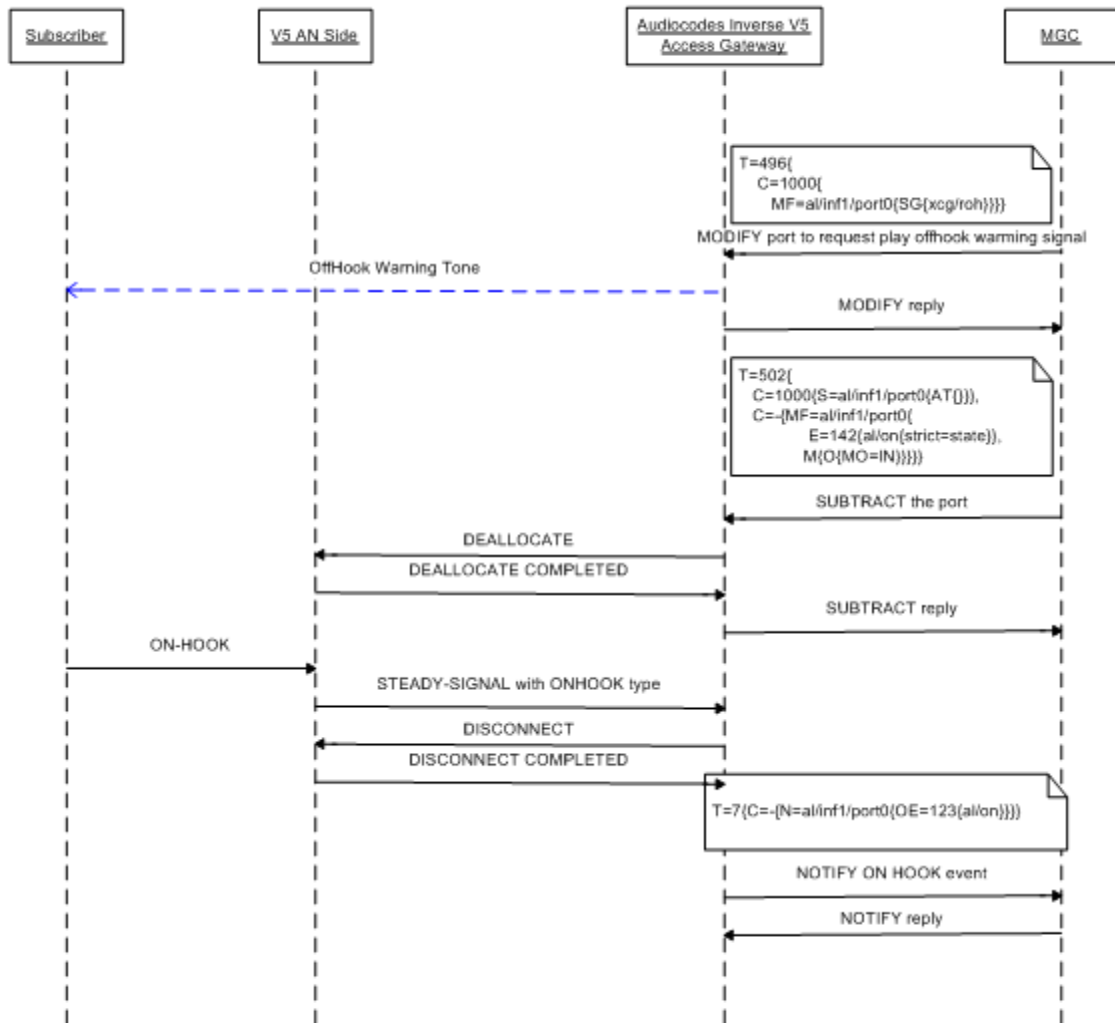 Subscriber
V5 AN Side
Audiocodes Inverse V5
Access Gateway
MGC
T=496{
C=1000{
MF=al/inf1/port0{SG{xcg/roh}}}}
MODIFY port to request play offhook warming signal
OffHook Warning Tone
MODIFY reply
T=502{
C=1000{S=al/inf1/port0{AT{}}},
C=-{MF=al/inf1/port0{
E=142{al/on{strict=state}},
M{O{MO=IN}}}}}
SUBTRACT the port
DEALLOCATE
DEALLOCATE COMPLETED
SUBTRACT reply
ON-HOOK
STEADY-SIGNAL with ONHOOK type
DISCONNECT
DISCONNECT COMPLETED
T=7{C=-{N=al/inf1/port0{OE=123{al/on}}}}
NOTIFY ON HOOK event
NOTIFY reply